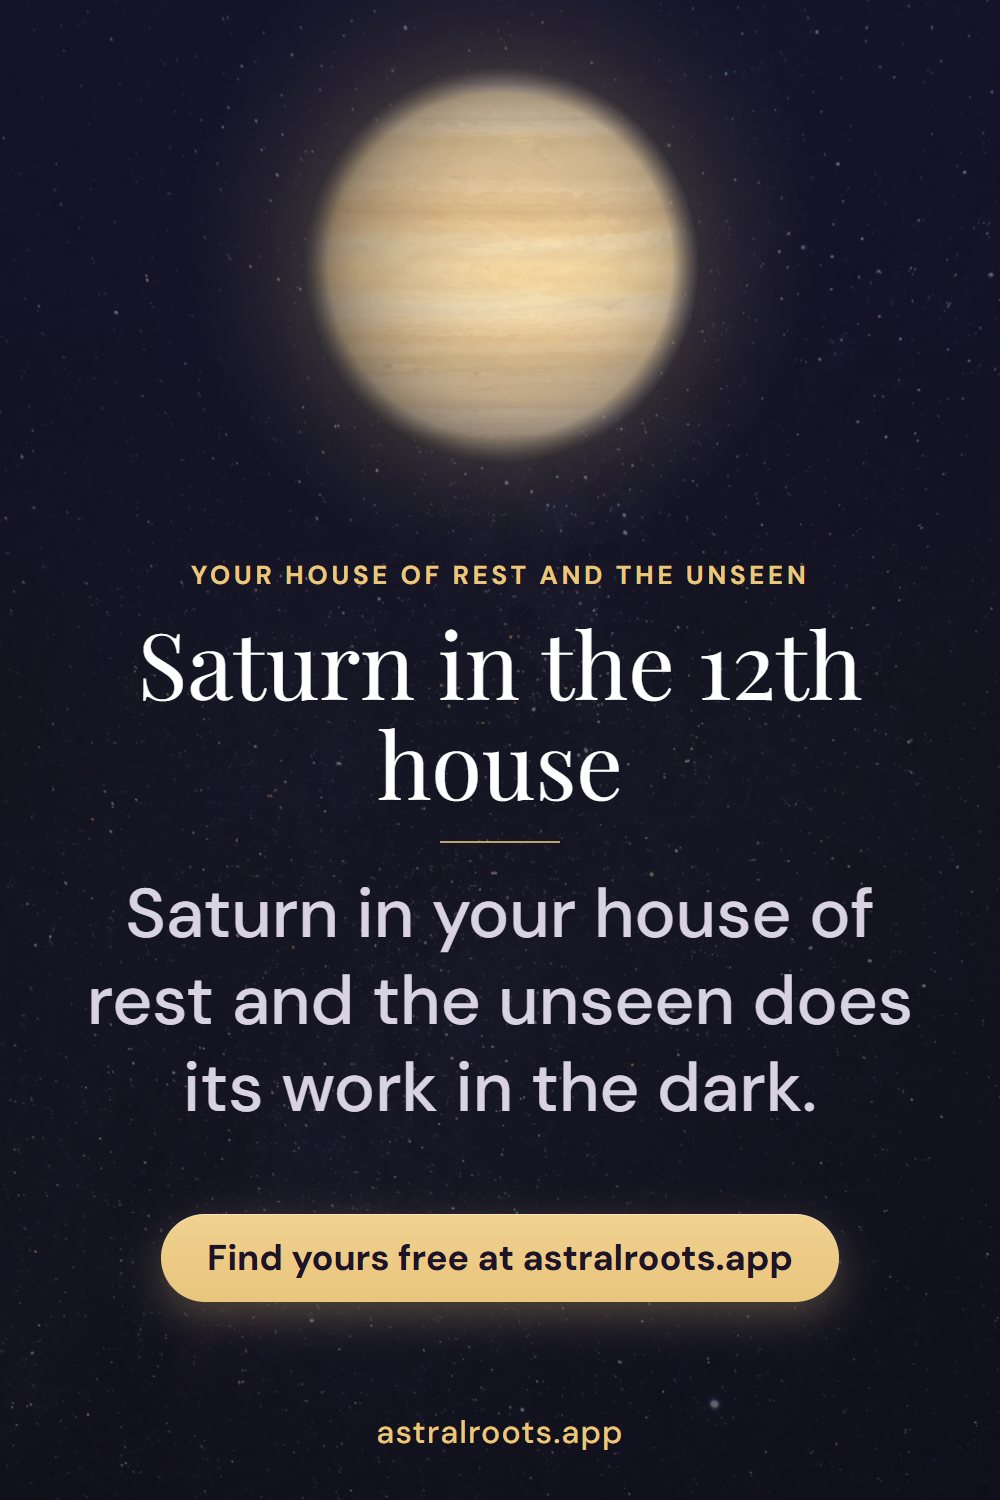 YOUR HOUSE OF REST AND THE UNSEEN
Saturn in the 12th
house
Saturn in your house of
rest and the unseen does
its work in the dark.
Find yours free at astralroots.app
astralroots.app